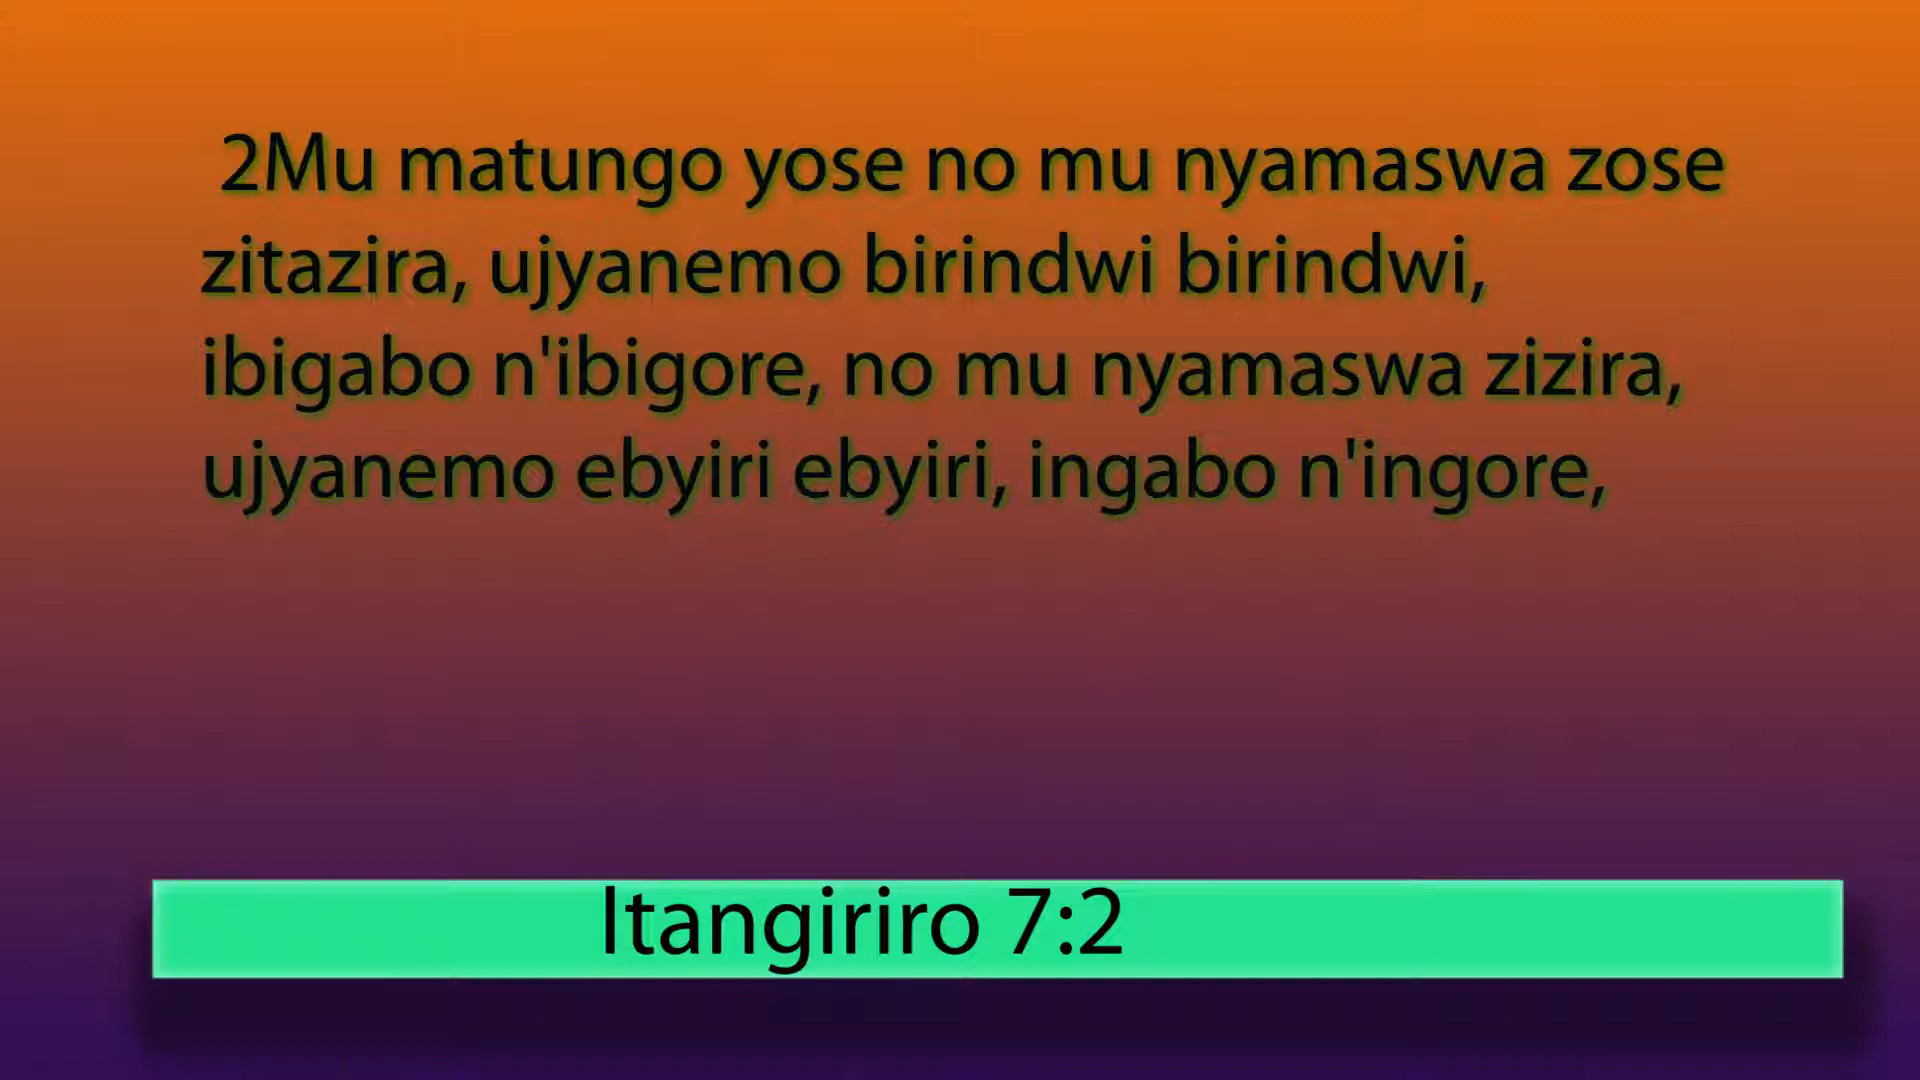 2Mu matungo yose no mu nyamaswa zose
zitazira, ujyanemo birindwi birindwi,
ibigabo n'ibigore, no mu nyamaswa zizira,
ujyanemo ebyiri ebyiri, ingabo n'ingore,
Itangiriro 7:2